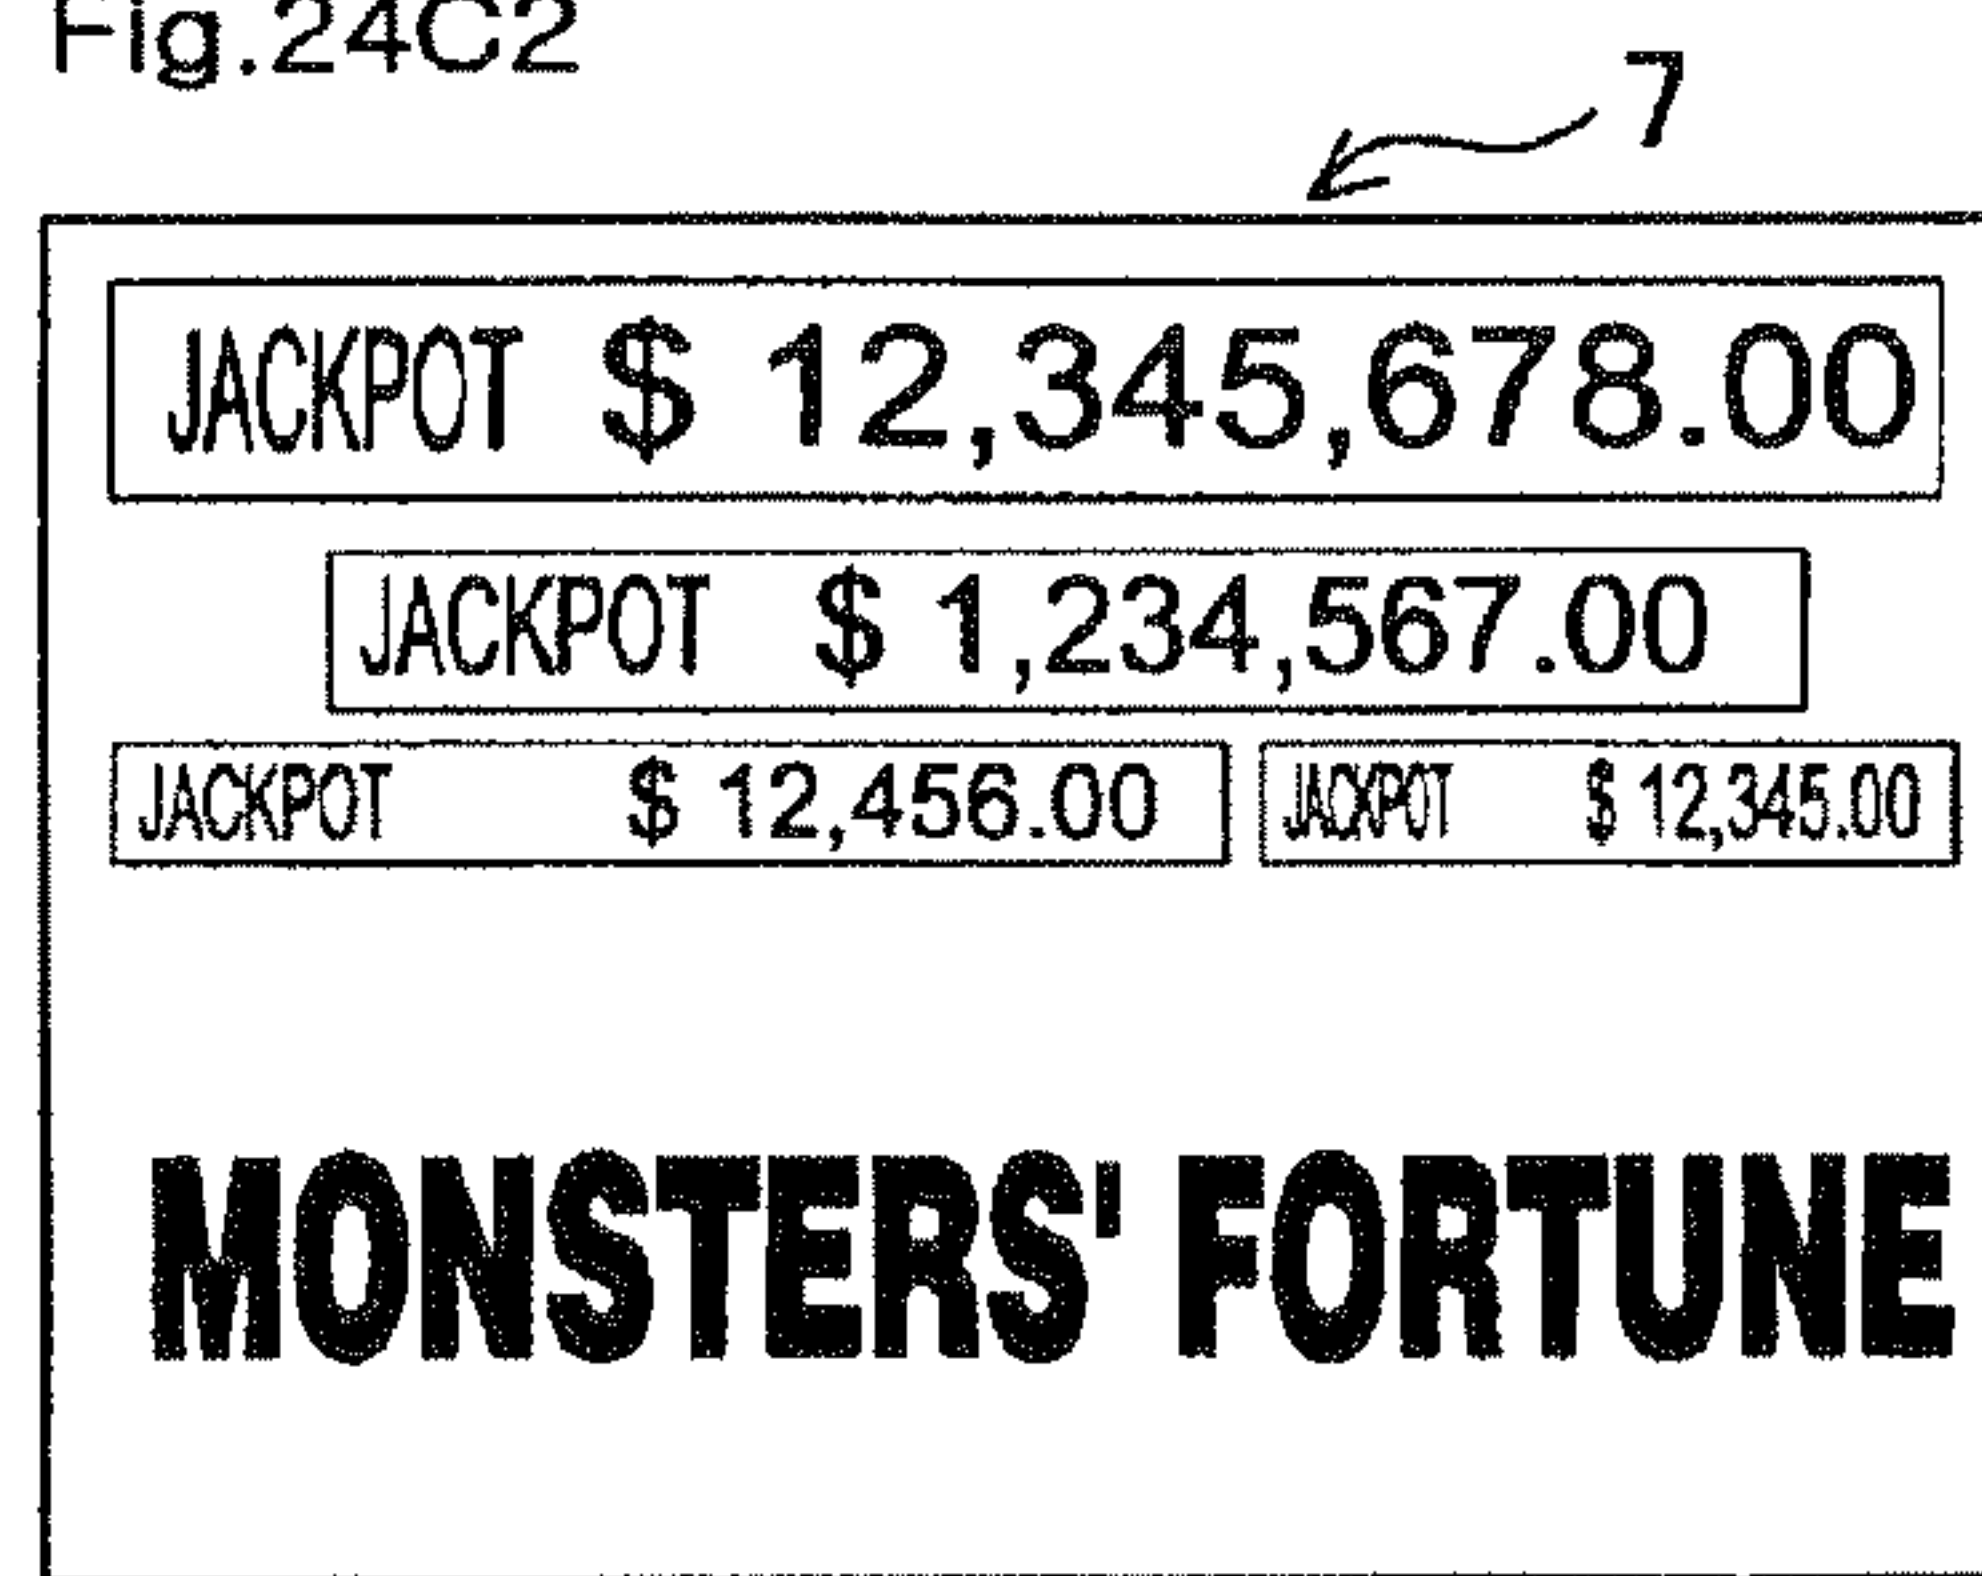 Fig.24C2
7
JACKPOT $ 12,345,678.00
JACKPOT $ 1,234,567.00
JACKPOT $ 12,456.00 JACKPOT $ 12,345.00
MONSTERS' FORTUNE